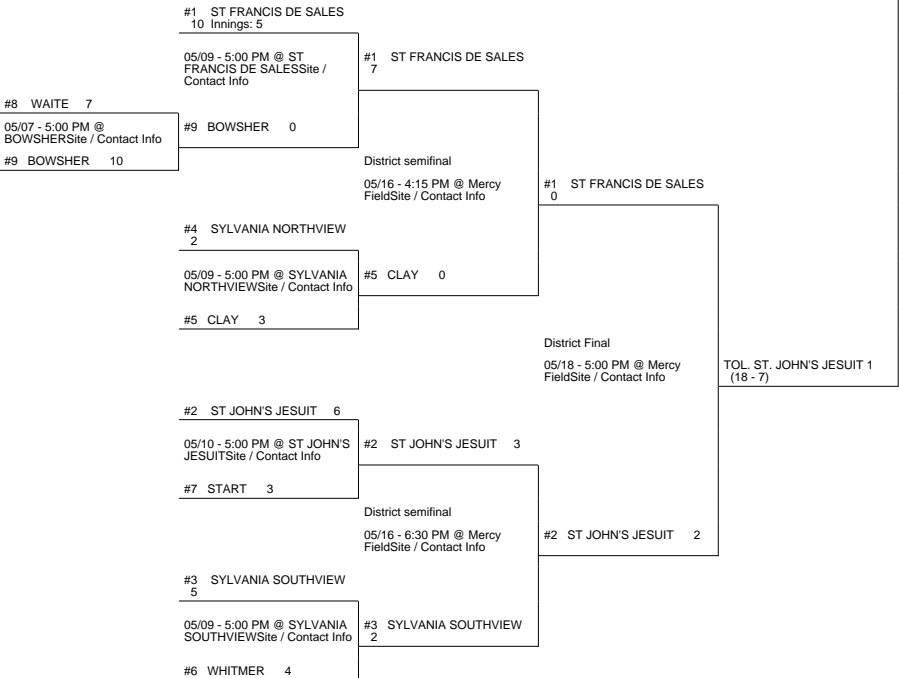 #1 ST FRANCIS DE SALES
10 Innings: 5
05/09 - 5:00 PM @ ST
FRANCIS DE SALESSite /
Contact Info
#1 ST FRANCIS DE SALES
7
#8 WAITE 7
05/07 - 5:00 PM @
BOWSHERSite / Contact Info
#9 BOWSHER 10
#9 BOWSHER 0
District semifinal
05/16 - 4:15 PM @ Mercy
FieldSite / Contact Info
#1 ST FRANCIS DE SALES
0
#4 SYLVANIA NORTHVIEW
2
05/09 - 5:00 PM @ SYLVANIA
NORTHVIEWSite / Contact Info
#5 CLAY 0
#5 CLAY 3
District Final
05/18 - 5:00 PM @ Mercy
FieldSite / Contact Info
TOL. ST. JOHN'S JESUIT 1
(18 - 7)
#2 ST JOHN'S JESUIT 6
05/10 - 5:00 PM @ ST JOHN'S
JESUITSite / Contact Info
#2 ST JOHN'S JESUIT 3
#7 START 3
District semifinal
05/16 - 6:30 PM @ Mercy
FieldSite / Contact Info
#2 ST JOHN'S JESUIT 2
#3 SYLVANIA SOUTHVIEW
5
05/09 - 5:00 PM @ SYLVANIA
SOUTHVIEWSite / Contact Info
#3 SYLVANIA SOUTHVIEW
2
#6 WHITMER 4